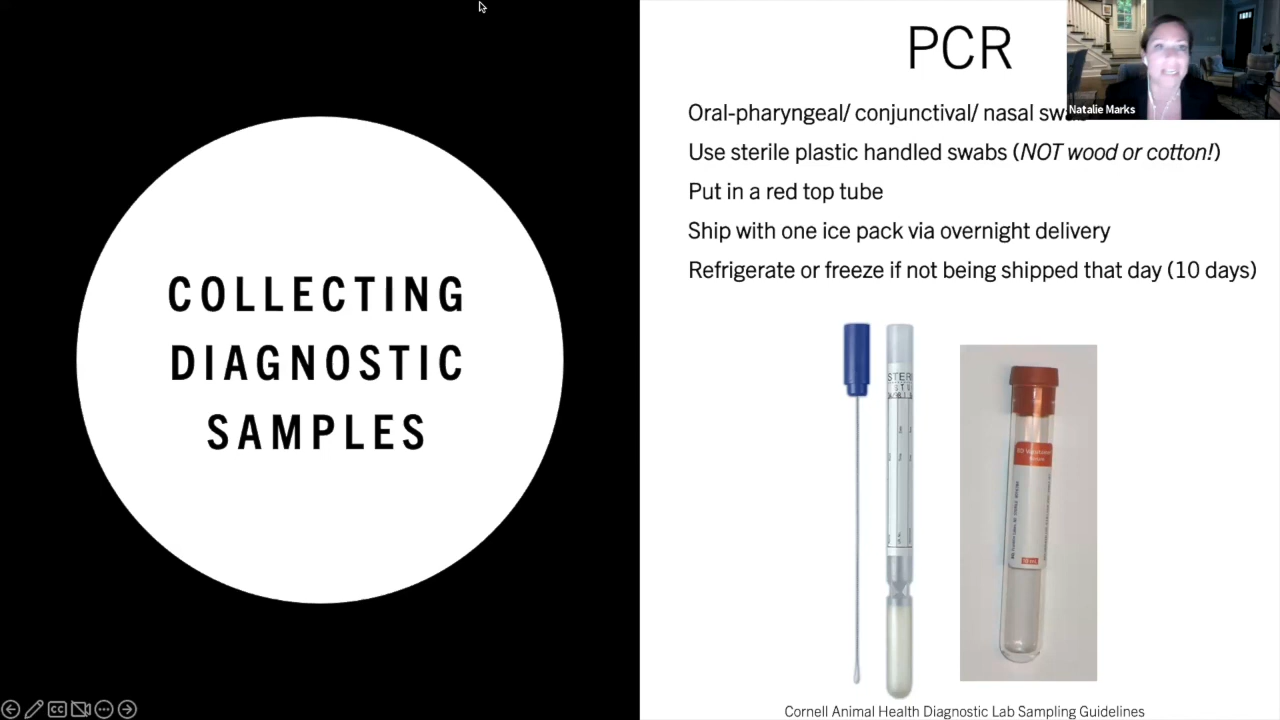 COLLECTING
DIAGNOSTIC
SAMPLES
PCR
Oral-pharyngeal/ conjunctival/ nasal
Natalie Marks
Use sterile plastic handled swabs (NOT wood or cotton!)
Put in a red top tube
Ship with one ice pack via overnight delivery
Refrigerate or freeze if not being shipped that day (10 days)
CC
Cornell Animal Health Diagnostic Lab Sampling Guidelines